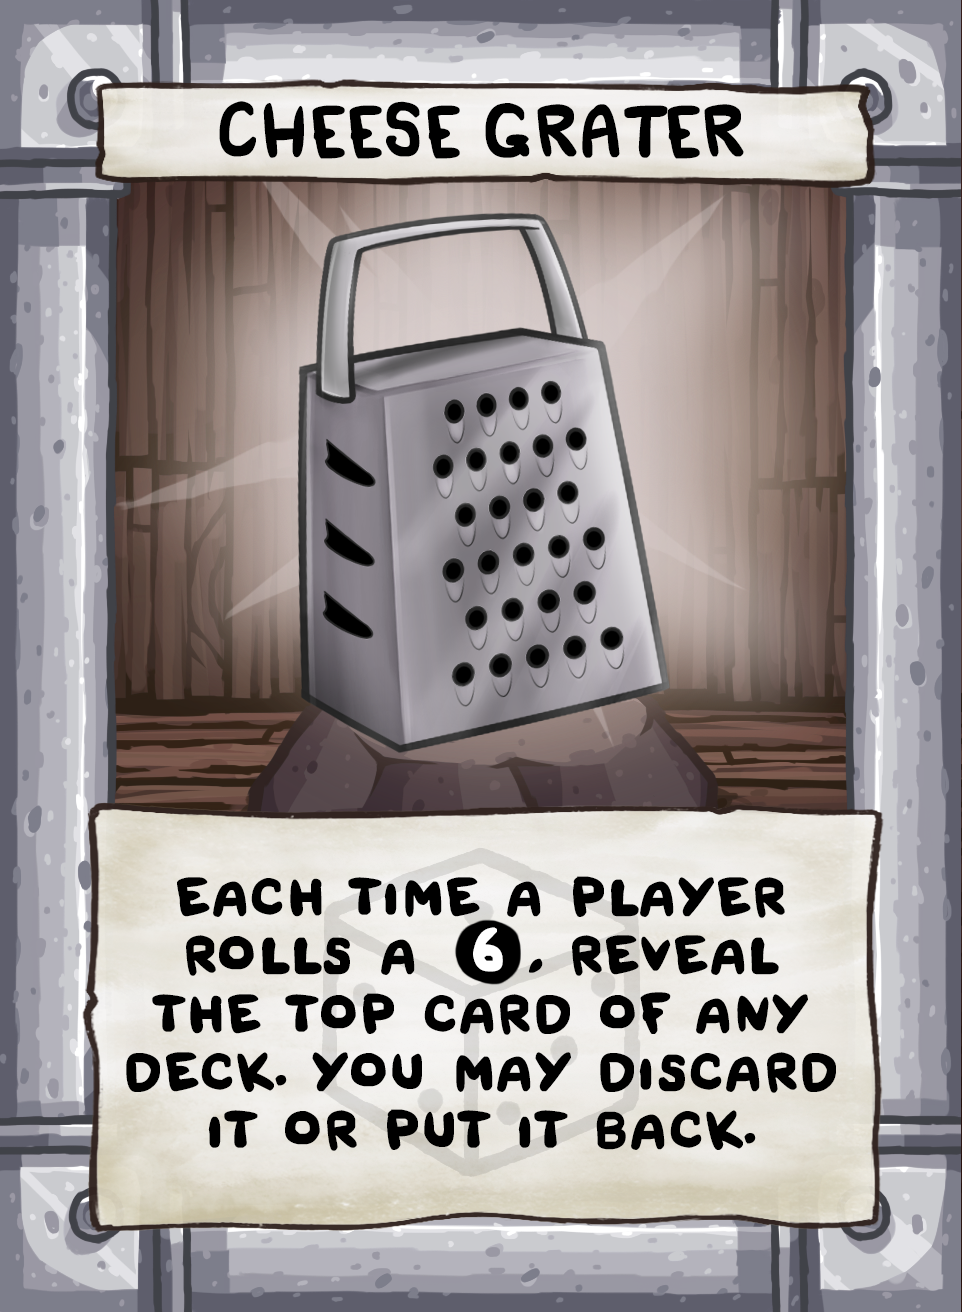 CHEESE GRATER
EACH TIME A PLAYER
ROLLS A 6, REVEAL
THE TOP CARD OF ANY
DECK. YOU MAY DISCARD
IT OR PUT IT BACK.